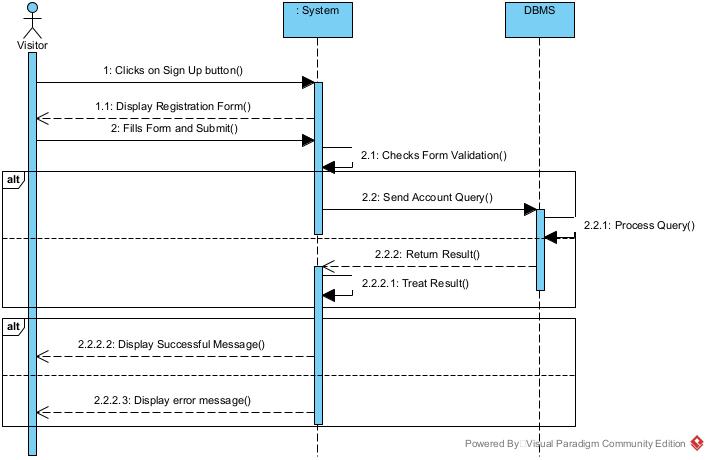 Visitor
: System
DBMS
1: Clicks on Sign Up button()
1.1: Display Registration Form()
2: Fills Form and Submit()
2.1: Checks Form Validation()
alt
2.2: Send Account Query()
2.2.1: Process Query()
2.2.2: Return Result()
2.2.2.1: Treat Result()
alt
2.2.2.2: Display Successful Message()
2.2.2.3: Display error message()
Powered By Visual Paradigm Community Edition